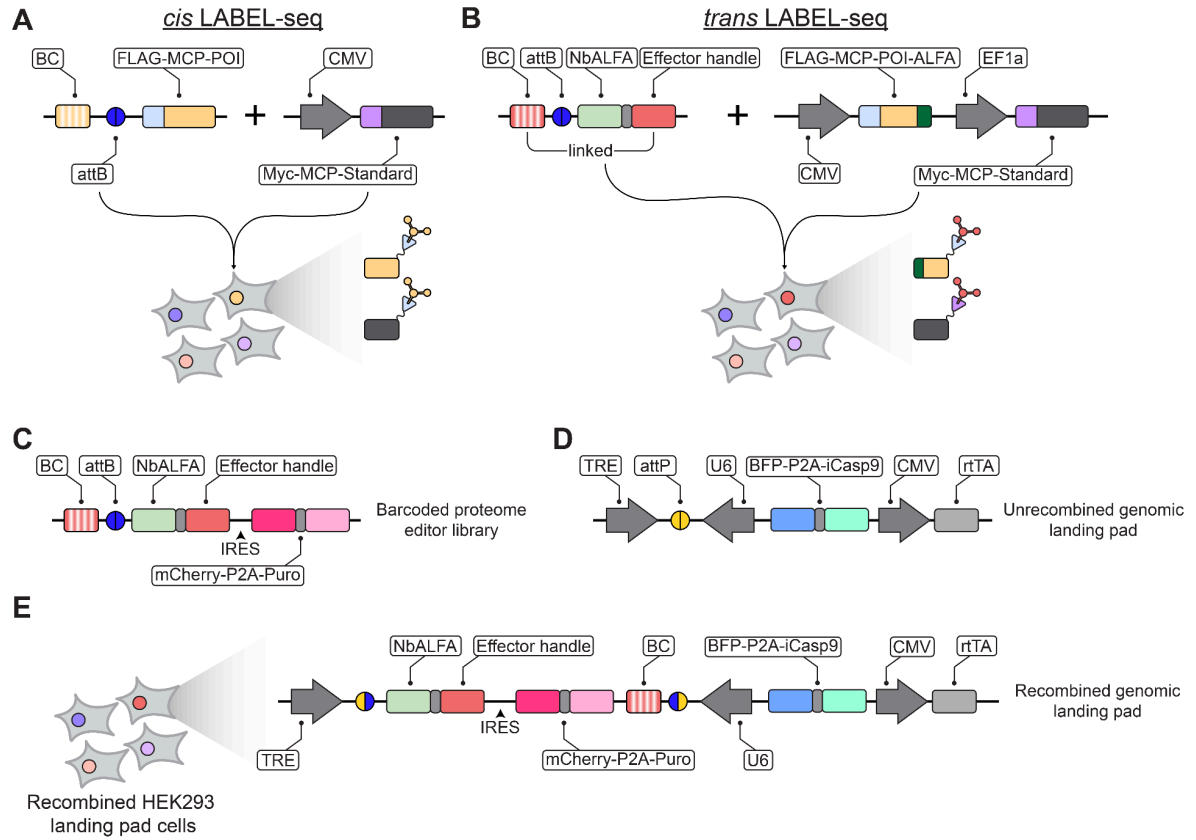 A
cis LABEL-seq
BC
FLAG-MCP-POI
CMV
+
attB
Myc-MCP-Standard
B
trans LABEL-seq
BC
attB
NbALFA
Effector handle
FLAG-MCP-POI-ALFA
EF1a
+
linked
CMV
Myc-MCP-Standard
C
BC
attB
NbALFA
Effector handle
IRES
mCherry-P2A-Puro
Barcoded proteome
editor library
D
TRE
attP
U6
BFP-P2A-iCasp9
CMV
rtTA
Unrecombined genomic
landing pad
E
NbALFA
Effector handle
BC
BFP-P2A-iCasp9
CMV
rtTA
IRES
TRE
mCherry-P2A-Puro
U6
Recombined genomic
landing pad
Recombined HEK293
landing pad cells